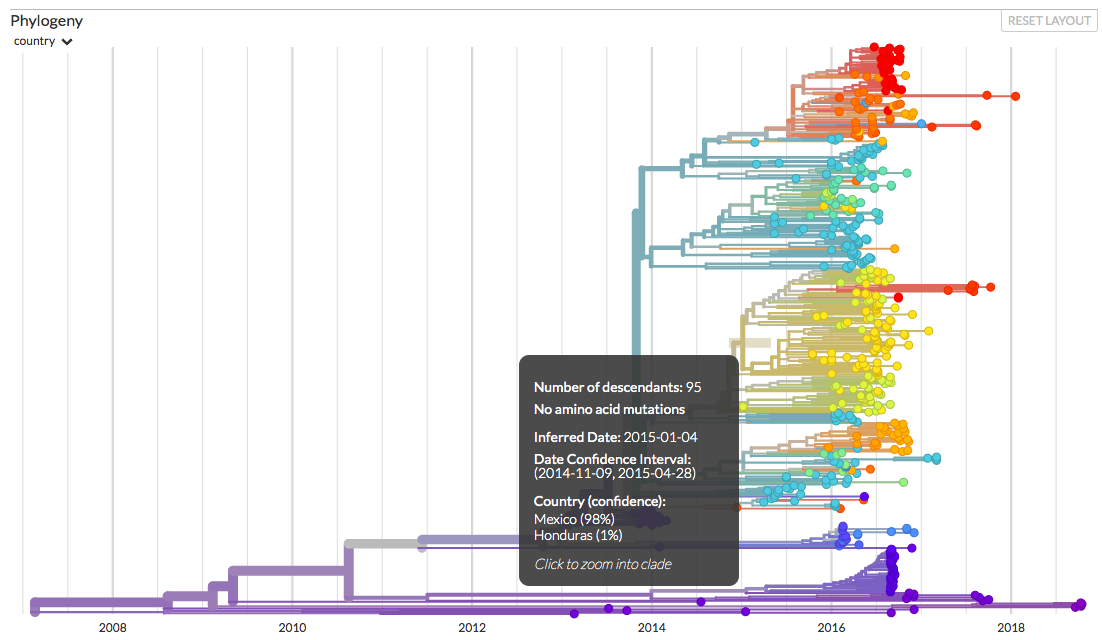 Phylogeny
RESET LAYOUT
country
Number of descendants: 95
No amino acid mutations
Inferred Date: 2015-01-04
Date Confidence Interval:
(2014-11-09, 2015-04-28)
Country (confidence):
Mexico (98%)
Honduras (1%)
Click to zoom into clade
2008 2010 2012 2014 2016 2018